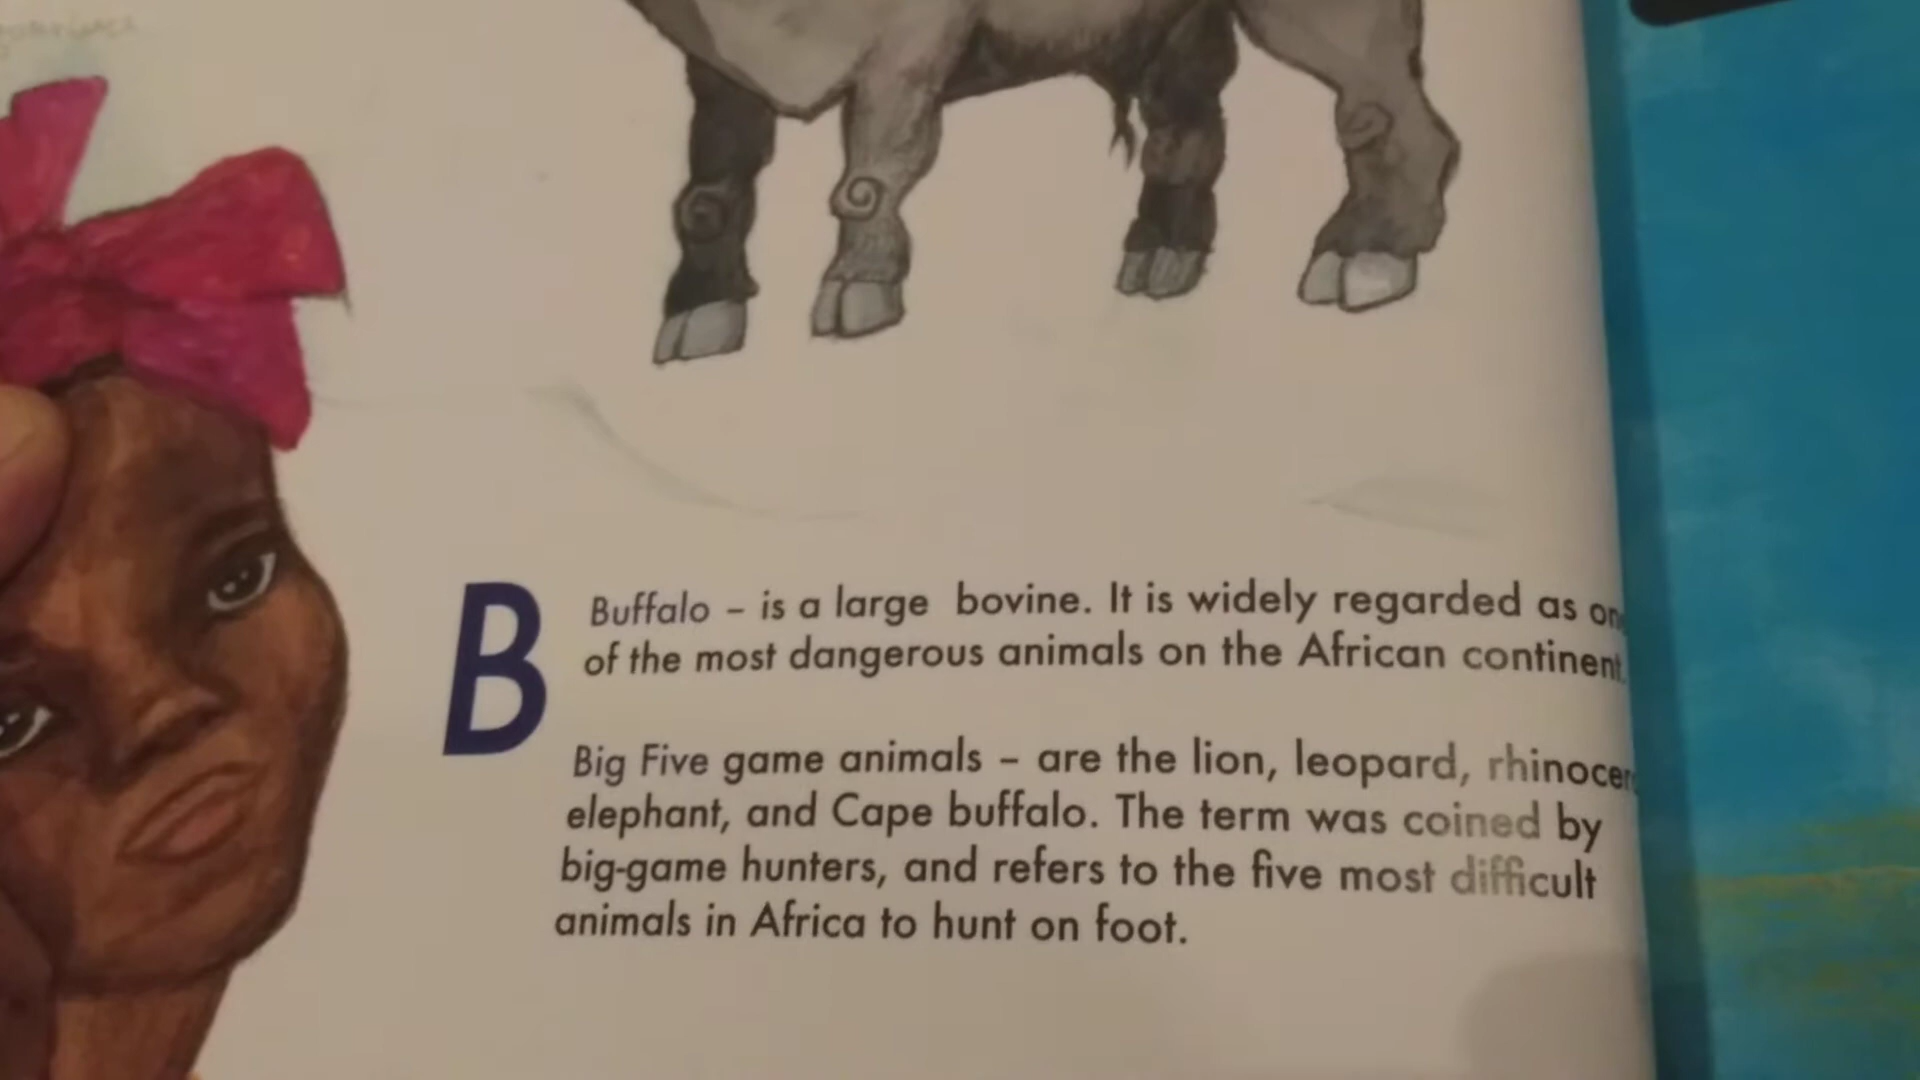 B
Buffalo – is a large bovine. It is widely regarded as
of the most dangerous animals on the African continent.
Big Five game animals – are the lion, leopard,
elephant, and Cape buffalo. The term was coined by
big-game hunters, and refers to the five most difficult
animals in Africa to hunt on foot.